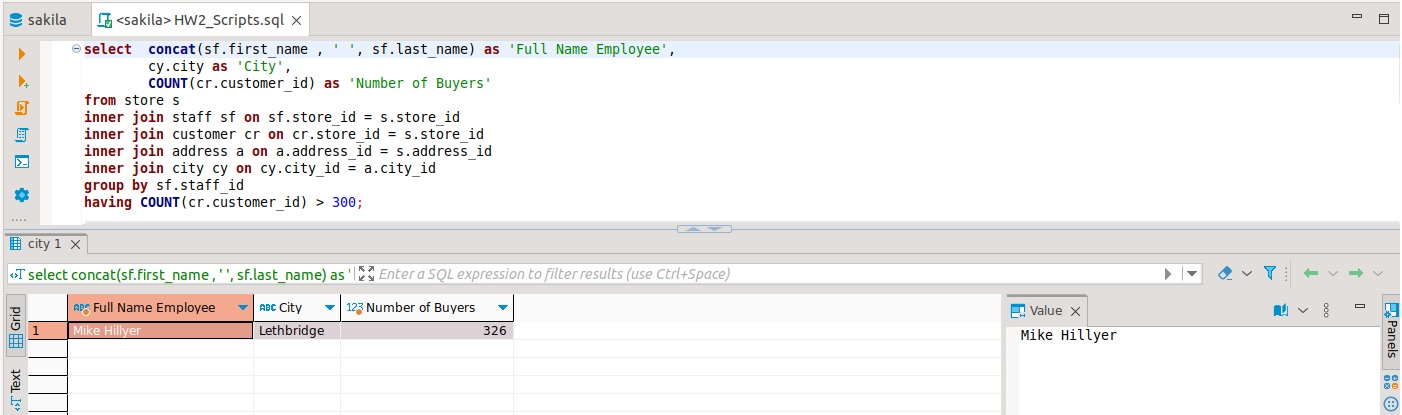 sakila
<sakila> HW2_Scripts.sql
select  concat(sf.first_name , ' ', sf.last_name) as 'Full Name Employee',
cy.city as 'City',
COUNT(cr.customer_id) as 'Number of Buyers'
from store s
inner join staff sf on sf.store_id = s.store_id
inner join customer cr on cr.store_id = s.store_id
inner join address a on a.address_id = s.address_id
inner join city cy on cy.city_id = a.city_id
group by sf.staff_id
having COUNT(cr.customer_id) > 300;
city 1
select concat(sf.first_name , ' ', sf.last_name) as '
Enter a SQL expression to filter results (use Ctrl+Space)
Grid
Text
ABC Full Name Employee
ABC City
123 Number of Buyers
1 Mike Hillyer Lethbridge 326
Value
Mike Hillyer
Panels